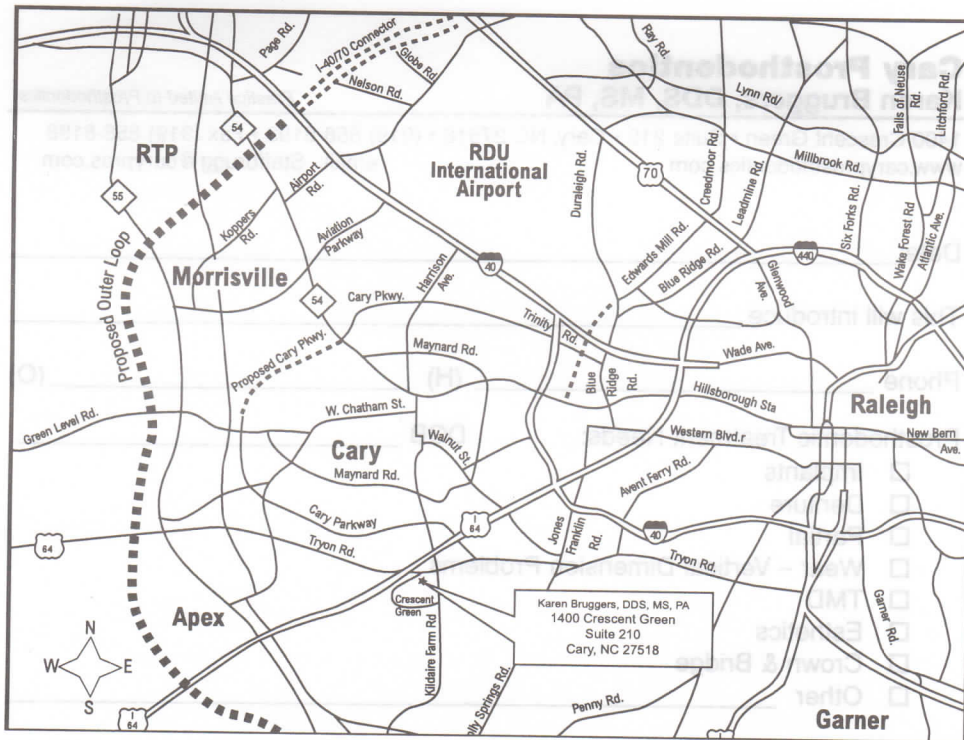 Page Rd.
I-40/70 Connector
Globe Rd
Nelson Rd.
Ray Rd.
Lynn Rd.
Falls of Neuse
Rd.
Litchford Rd.
54
RTP
Airport
Rd.
RDU
International
Airport
Duraleigh Rd.
70
Creedmoor Rd.
Leadmine Rd.
Millbrook Rd.
Six Forks Rd.
Wake Forest Rd
Atlantic Ave.
55
Koppers
Rd.
Aviation
Parkway
Proposed Outer Loop
Morrisville
Harrison
Ave.
40
Edwards Mill Rd.
Blue Ridge Rd.
440
Glenwood
Ave.
54
Cary Pkwy.
Trinity
Rd.
Proposed Cary Pkwy.
Maynard Rd.
Blue
Ridge
Rd.
Wade Ave.
Hillsborough Sta
Raleigh
Green Level Rd.
W. Chatham St.
Walnut St.
Western Blvd.r
New Bern
Ave.
Cary
Maynard Rd.
Avent Ferry Rd.
Cary Parkway
I
64
Jones
Franklin
Rd.
40
64
Tryon Rd.
Tryon Rd.
Crescent
Green
Apex
Karen Bruggers, DDS, MS, PA
1400 Crescent Green
Suite 210
Cary, NC 27518
Garner Rd.
Kildaire Farm Rd
olly Springs Rd.
Penny Rd.
N
W
E
S
I
64
Garner